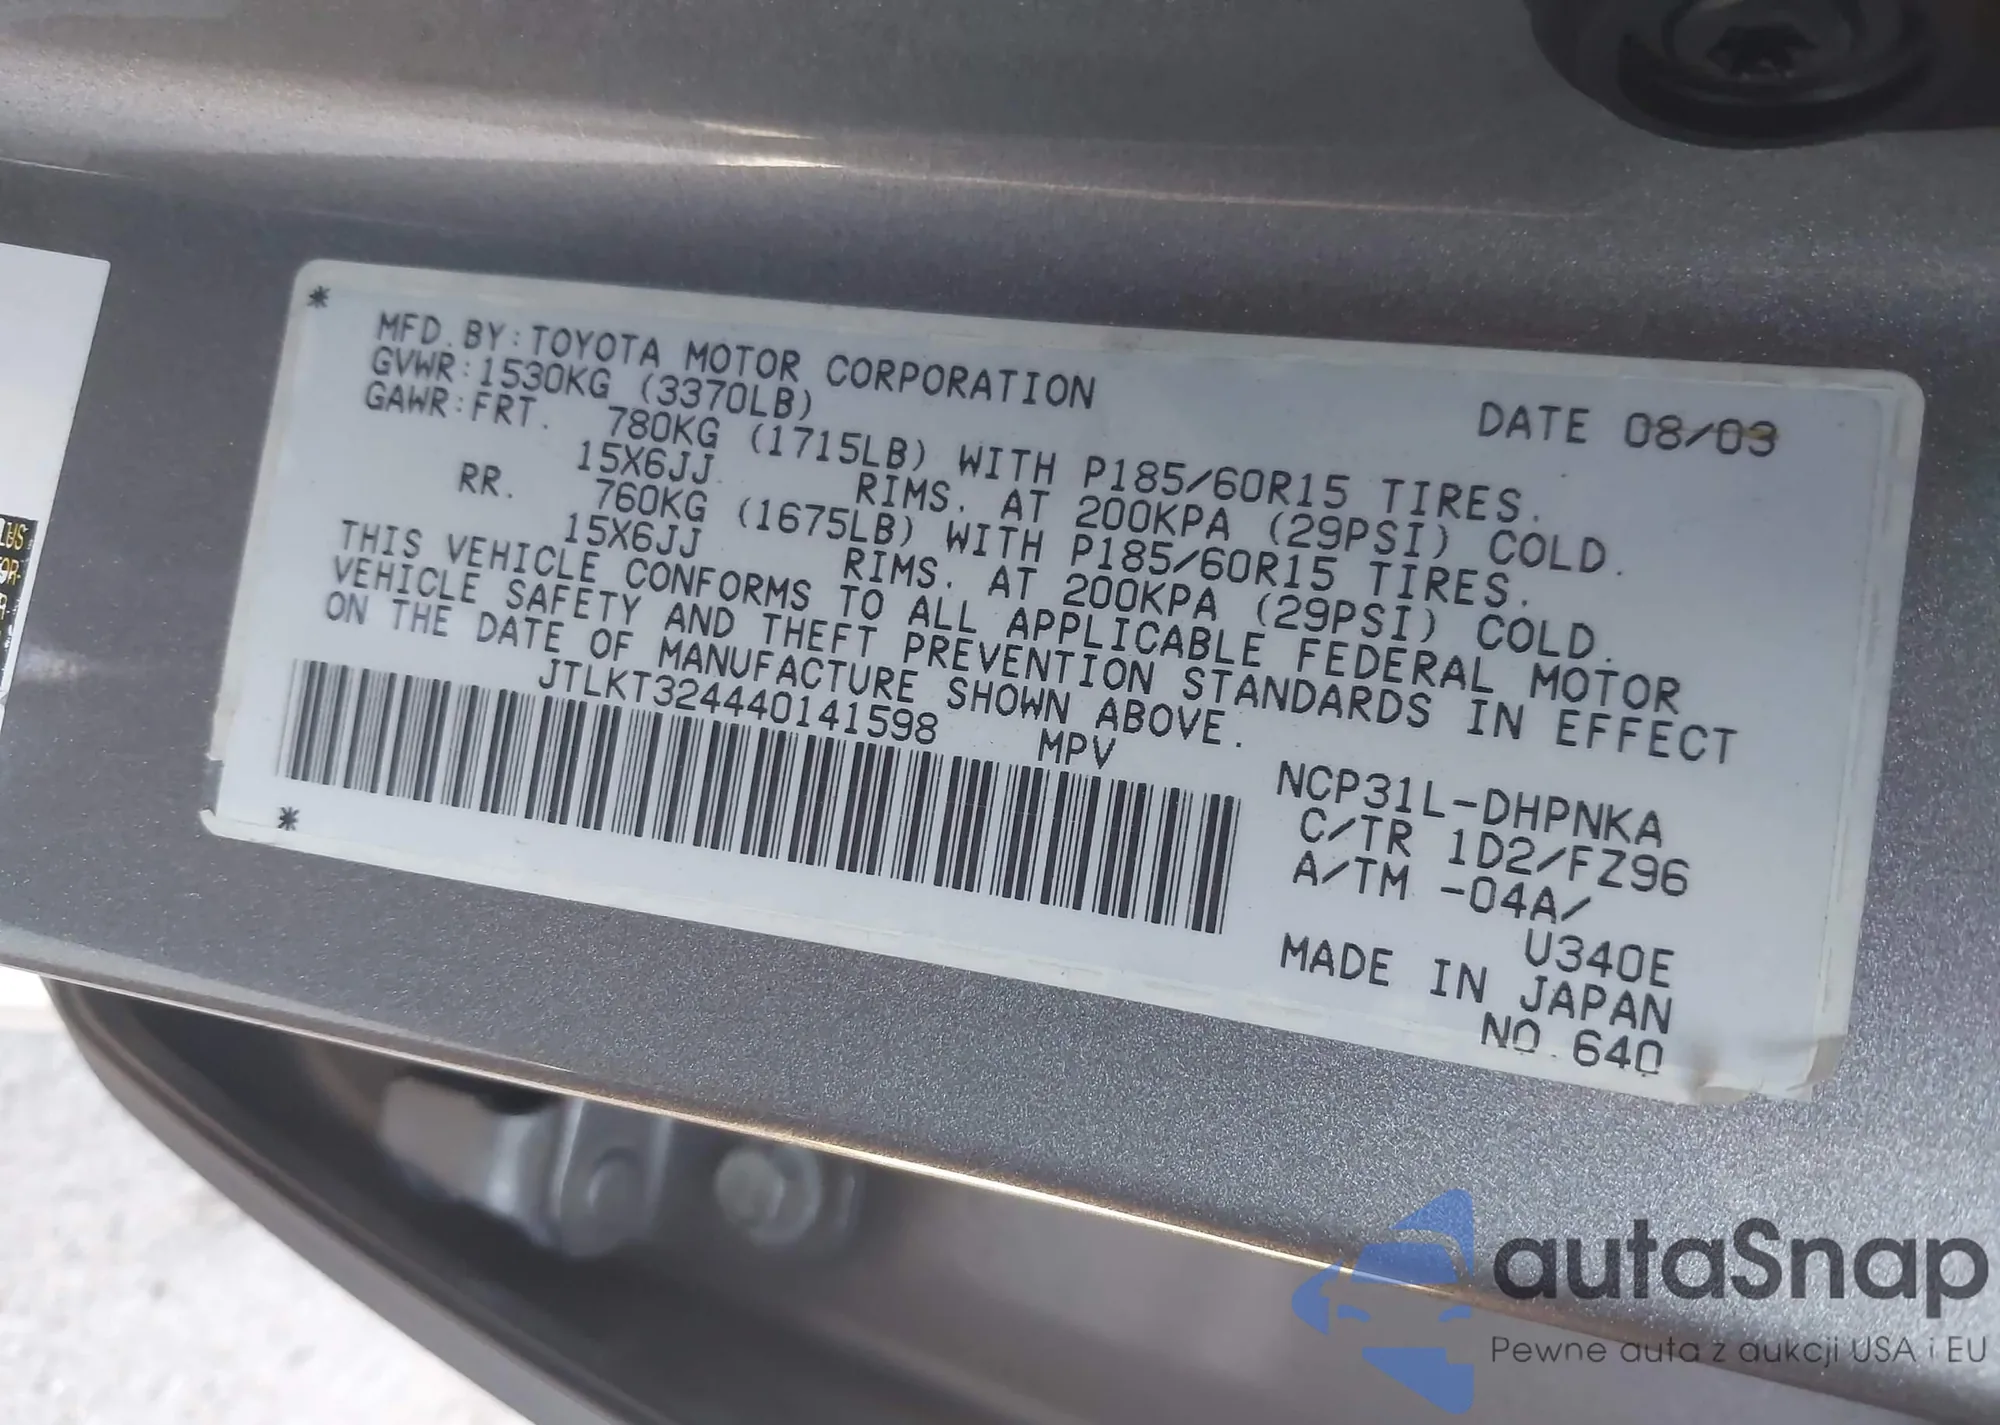 *
MFD. BY: TOYOTA MOTOR CORPORATION DATE 08/03
GVWR: 1530KG (3370LB)
GAWR: FRT. 780KG (1715LB) WITH P185/60R15 TIRES.
15X6JJ RIMS. AT 200KPA (29PSI) COLD.
RR. 760KG (1675LB) WITH P185/60R15 TIRES.
15X6JJ RIMS. AT 200KPA (29PSI) COLD.
THIS VEHICLE CONFORMS TO ALL APPLICABLE FEDERAL MOTOR
VEHICLE SAFETY AND THEFT PREVENTION STANDARDS IN EFFECT
ON THE DATE OF MANUFACTURE SHOWN ABOVE.
JTLKT324440141598 MPV
*
NCP31L-DHPNKA
C/TR 1D2/FZ96
A/TM -04A/
U340E
MADE IN JAPAN
NO. 640
autaSnap
Pewne auta z aukcji USA i EU